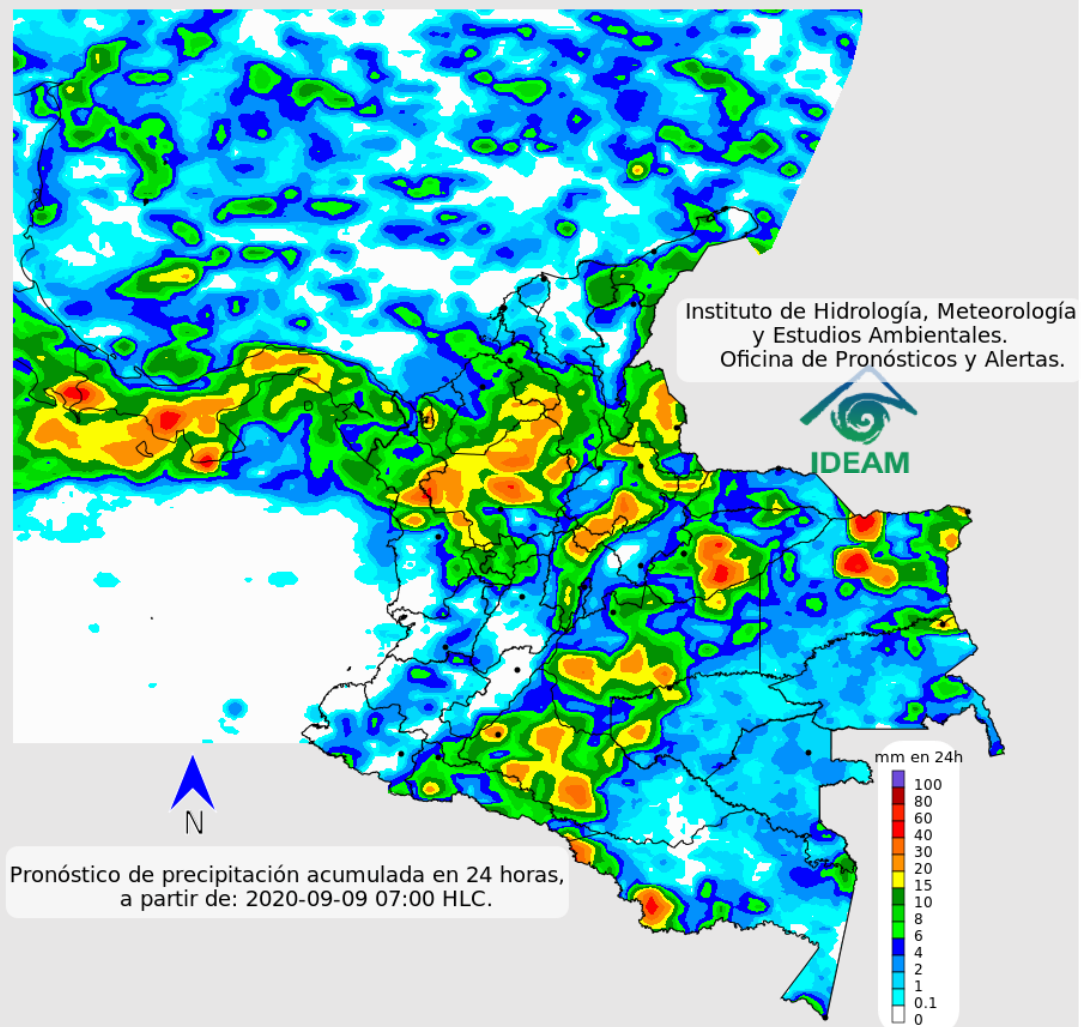 Instituto de Hidrología, Meteorología
y Estudios Ambientales.
Oficina de Pronósticos y Alertas.
IDEAM
mm en 24h
100
80
60
40
30
20
15
10
8
6
4
2
1
0.1
0
N
Pronóstico de precipitación acumulada en 24 horas,
a partir de: 2020-09-09 07:00 HLC.